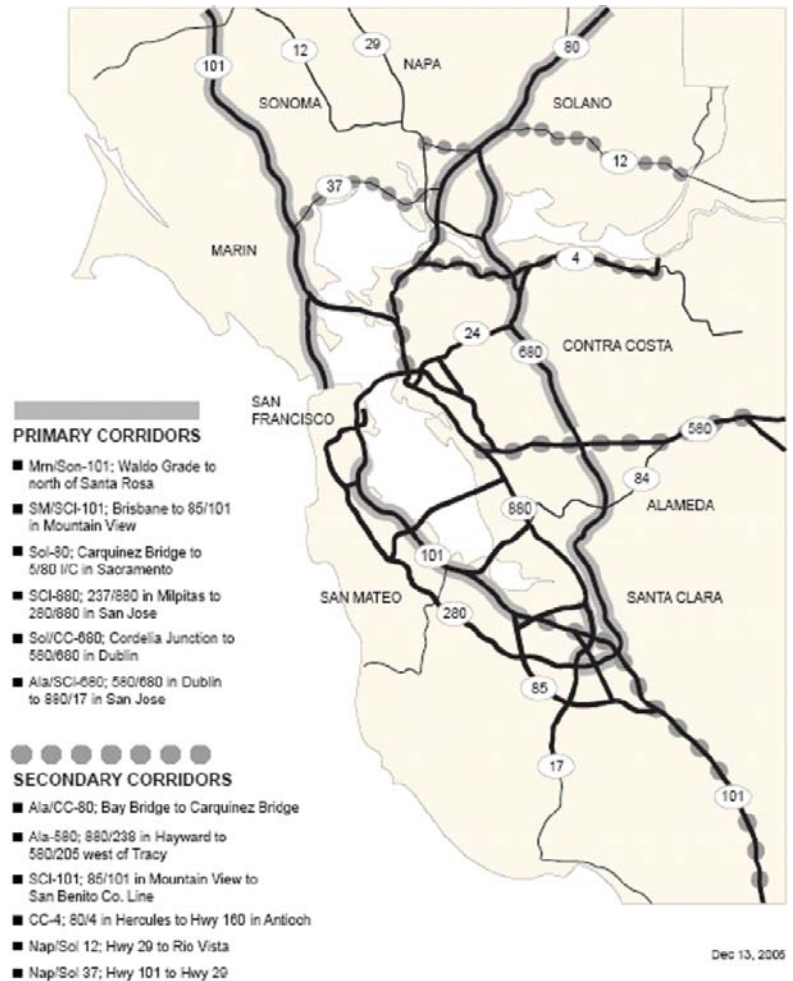 101
12
29
NAPA
80
SONOMA
SOLANO
12
37
MARIN
4
24
680
CONTRA COSTA
SAN
FRANCISCO
580
84
880
ALAMEDA
101
SAN MATEO
SANTA CLARA
280
85
17
101
PRIMARY CORRIDORS
■ Mrn/Son-101; Waldo Grade to
north of Santa Rosa
■ SM/SCl-101; Brisbane to 85/101
in Mountain View
■ Sol-80; Carquinez Bridge to
5/80 I/C in Sacramento
■ SCl-880; 237/880 in Milpitas to
280/880 in San Jose
■ Sol/CC-680; Cordelia Junction to
580/680 in Dublin
■ Ala/SCl-680; 580/680 in Dublin
to 880/17 in San Jose
SECONDARY CORRIDORS
■ Ala/CC-80; Bay Bridge to Carquinez Bridge
■ Ala-580; 880/238 in Hayward to
580/205 west of Tracy
■ SCl-101; 85/101 in Mountain View to
San Benito Co. Line
■ CC-4; 80/4 in Hercules to Hwy 160 in Antioch
■ Nap/Sol 12; Hwy 29 to Rio Vista
■ Nap/Sol 37; Hwy 101 to Hwy 29
Dec 13, 2006